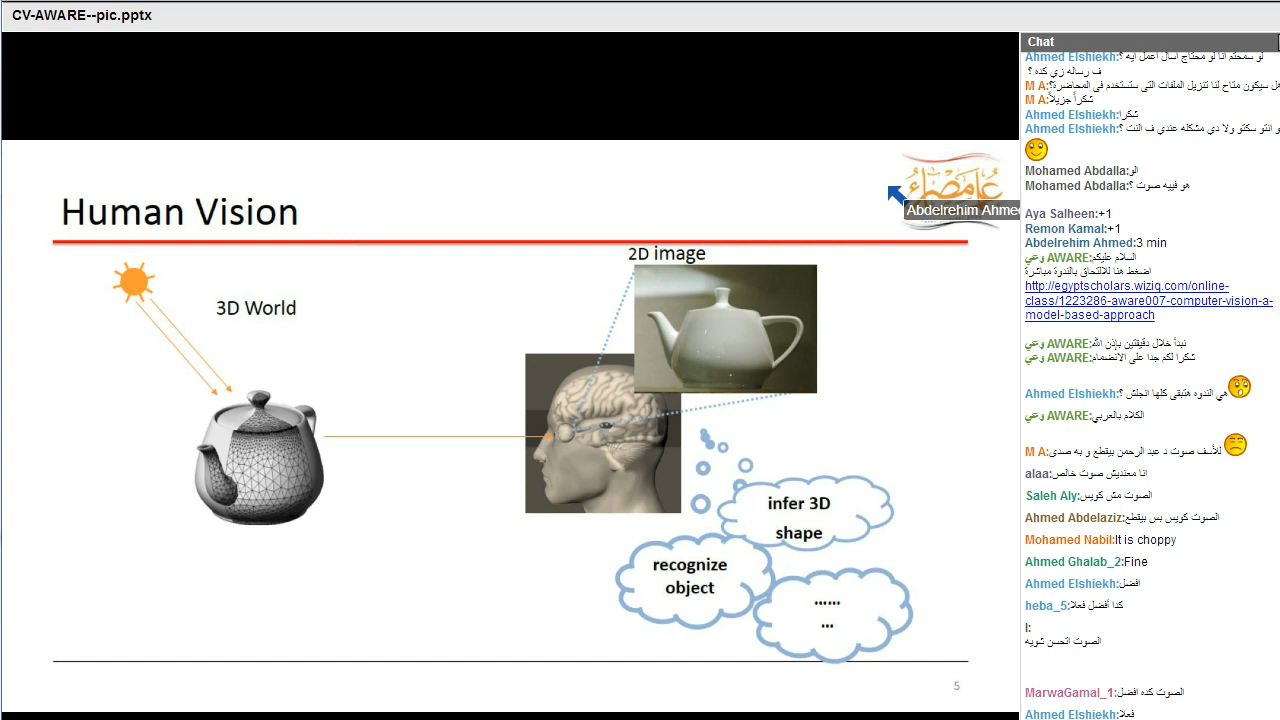 CV-AWARE--pic.pptx
Human Vision
Abdelrehim Ahmed
3D World
2D image
infer 3D
shape
recognize
object
......
...
5
Chat
Ahmed Elshiekh:لو سمحتم انا لو محتاج اسال اعمل ايه ؟
ف رساله زي كده ؟
M A:هل سيكون متاح لنا تنزيل الملفات التى ستستخدم فى المحاضرة؟
M A:شكراً جزيلاً
Ahmed Elshiekh:شكرا
Ahmed Elshiekh:و انتو سكتو ولا دي مشكله عندي ف النت ؟
Mohamed Abdalla:الو
Mohamed Abdalla:هو فييه صوت ؟
Aya Salheen:+1
Remon Kamal:+1
Abdelrehim Ahmed:3 min
وعي AWARE:السلام عليكم
اضغط هنا للالتحاق بالندوة مباشرة
http://egyptscholars.wiziq.com/online-
class/1223286-aware007-computer-vision-a-
model-based-approach
وعي AWARE:نبدأ خلال دقيقتين بإذن الله
وعي AWARE:شكرا لكم جدا على الانضمام
Ahmed Elshiekh:هي الندوه هتبقى كلها انجلش ؟
وعي AWARE:الكلام بالعربي
M A:للأسف صوت د عبد الرحمن بيقطع و به صدى
alaa:انا معنديش صوت خالص
Saleh Aly:الصوت مش كويس
Ahmed Abdelaziz:الصوت كويس بس بيقطع
Mohamed Nabil:It is choppy
Ahmed Ghalab_2:Fine
Ahmed Elshiekh:افضل
heba_5:كدا أفضل فعلا
I:
الصوت اتحسن شويه
MarwaGamal_1:الصوت كده افضل
Ahmed Elshiekh:فعلا